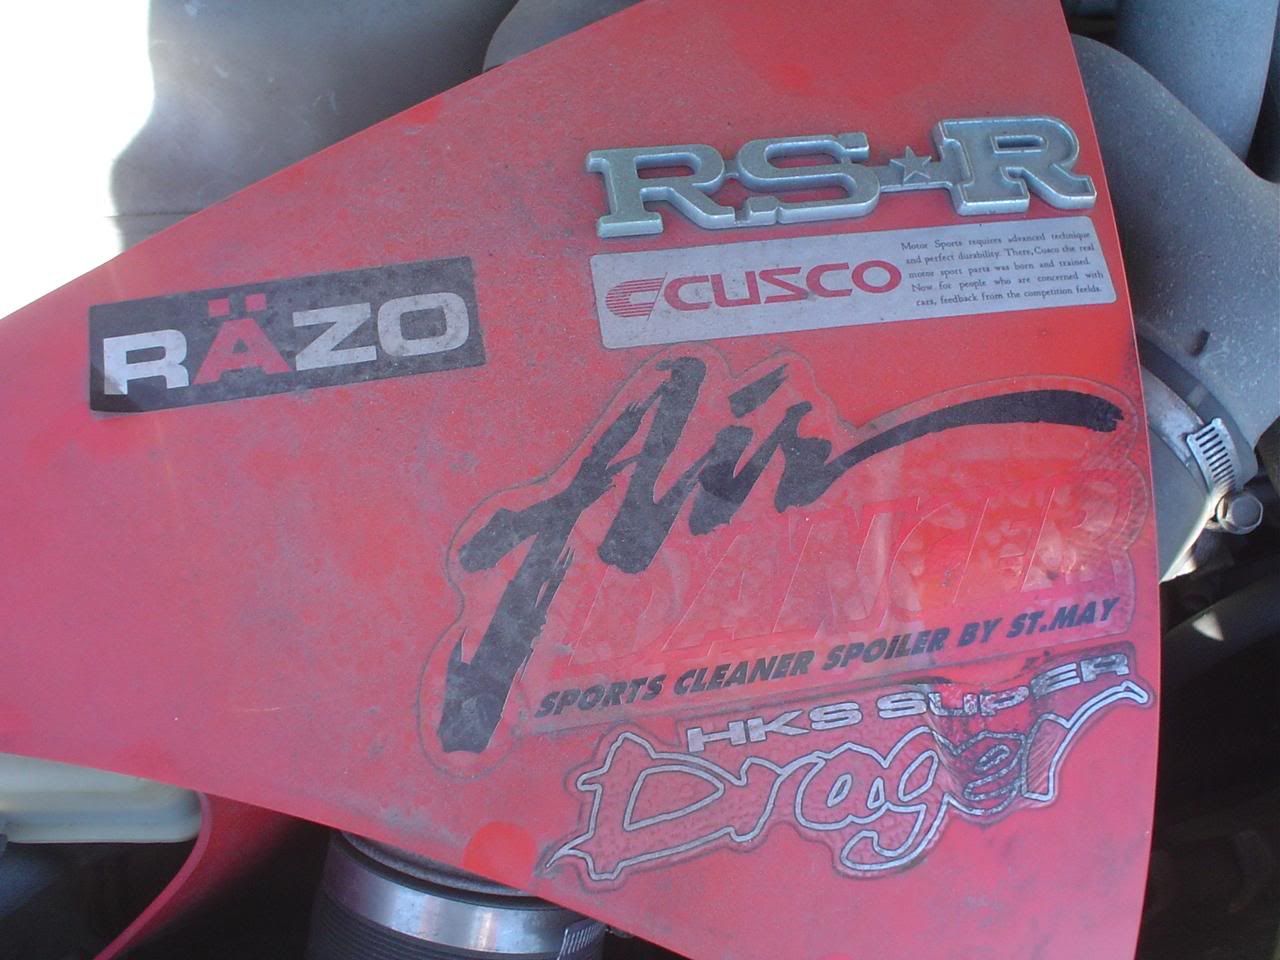 RS★R
CUSCO
Motor Sports requires advanced technique
and perfect durability. There, Cusco the real
motor sport parts was born and trained.
Now for people who are concerned with
cars, feedback from the competition feelds.
RÄZO
Air
DANCER
SPORTS CLEANER SPOILER BY ST.MAY
HKS SUPER
Drager